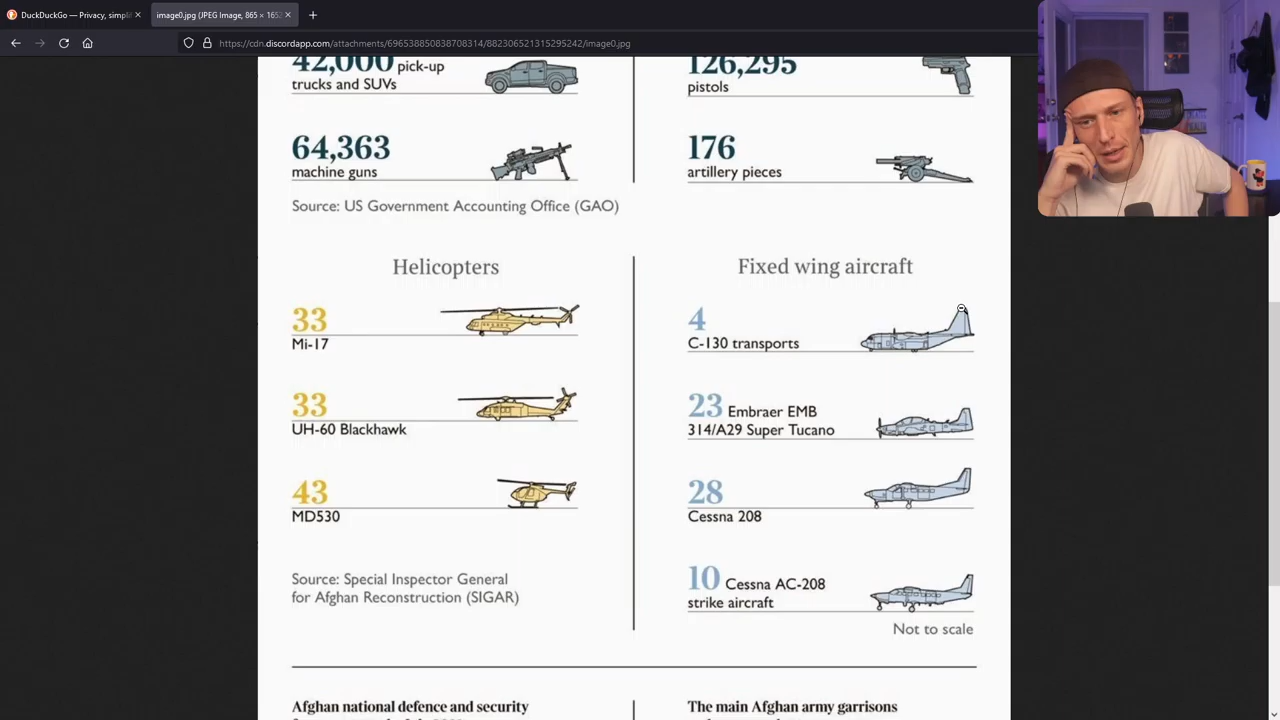 DuckDuckGo — Privacy, simpli
image0.jpg (JPEG Image, 865 × 165
https://cdn.discordapp.com/attachments/696538850838708314/882306521315295242/image0.jpg
42,000 pick-up
trucks and SUVs
126,295
pistols
64,363
machine guns
176
artillery pieces
Source: US Government Accounting Office (GAO)
Helicopters
33
Mi-17
33
UH-60 Blackhawk
43
MD530
Source: Special Inspector General
for Afghan Reconstruction (SIGAR)
Fixed wing aircraft
4
C-130 transports
23 Embraer EMB
314/A29 Super Tucano
28
Cessna 208
10 Cessna AC-208
strike aircraft
Not to scale
Afghan national defence and security
The main Afghan army garrisons